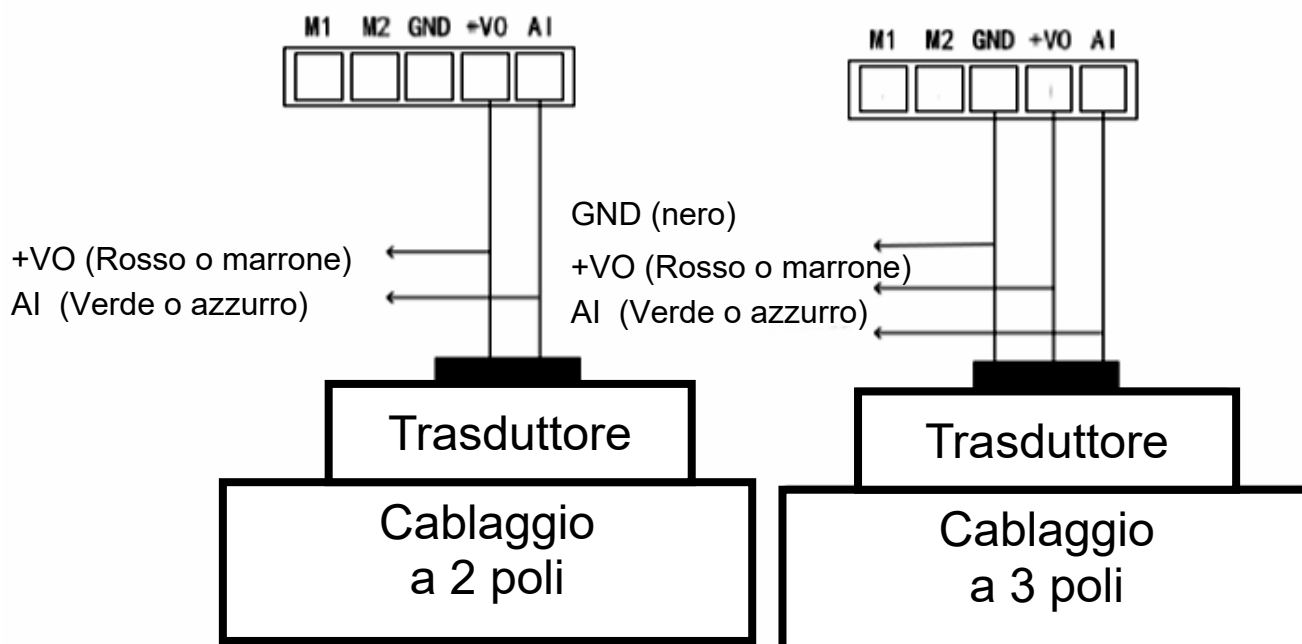 M1 M2 GND +VO AI
+VO (Rosso o marrone)
AI (Verde o azzurro)
Trasduttore
Cablaggio
a 2 poli
M1 M2 GND +VO AI
GND (nero)
+VO (Rosso o marrone)
AI (Verde o azzurro)
Trasduttore
Cablaggio
a 3 poli